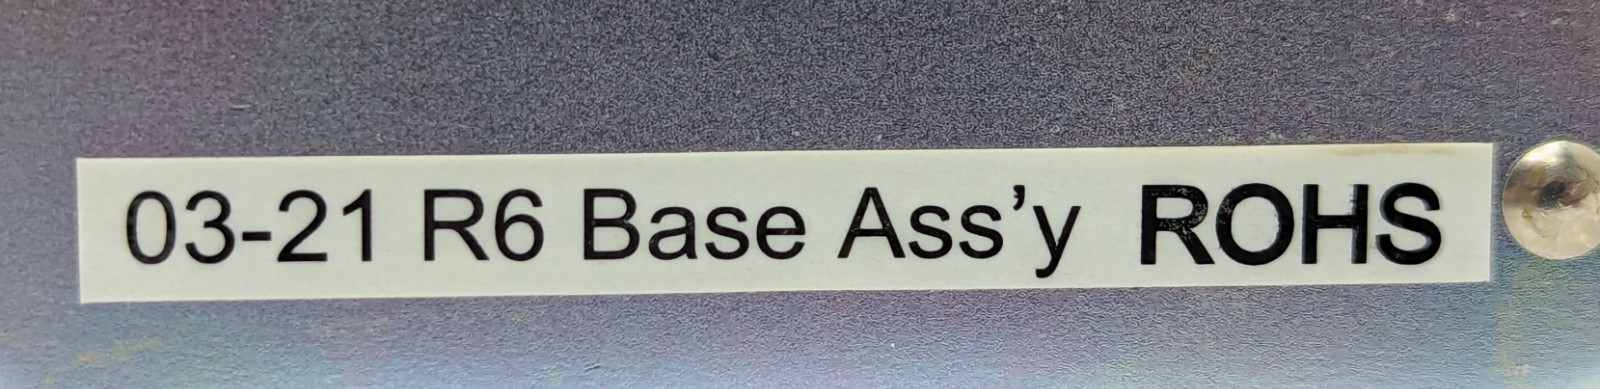 03-21 R6 Base Ass’y ROHS